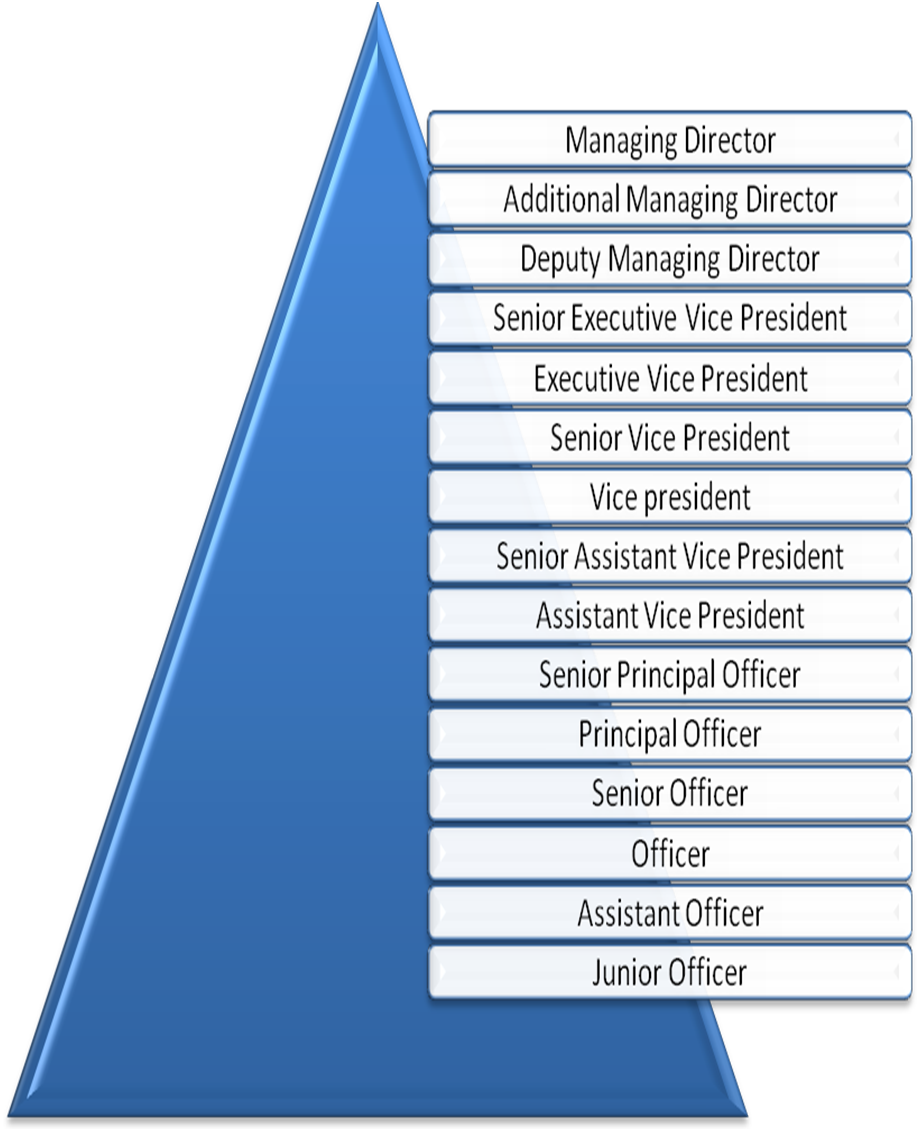 Managing Director
Additional Managing Director
Deputy Managing Director
Senior Executive Vice President
Executive Vice President
Senior Vice President
Vice president
Senior Assistant Vice President
Assistant Vice President
Senior Principal Officer
Principal Officer
Senior Officer
Officer
Assistant Officer
Junior Officer